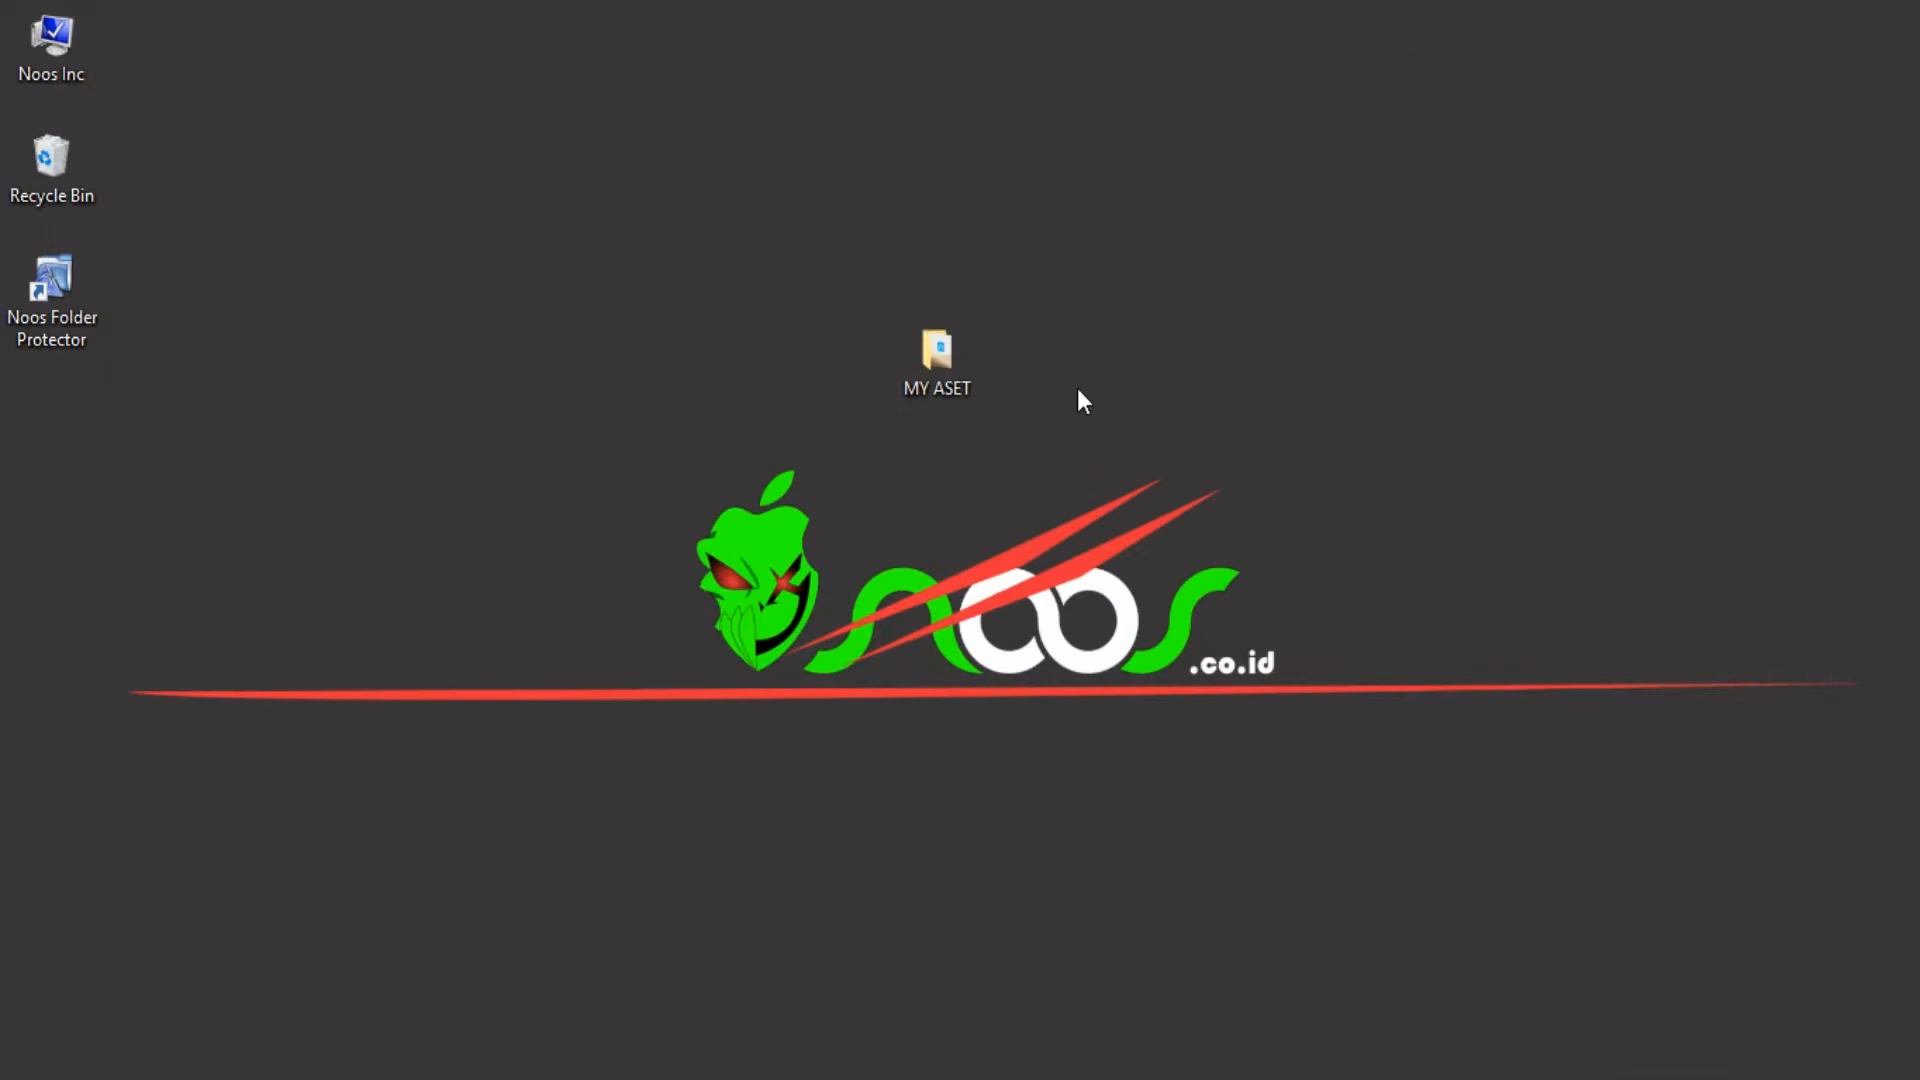 Noos Inc
Recycle Bin
Noos Folder
Protector
MY ASET
noos
.co.id